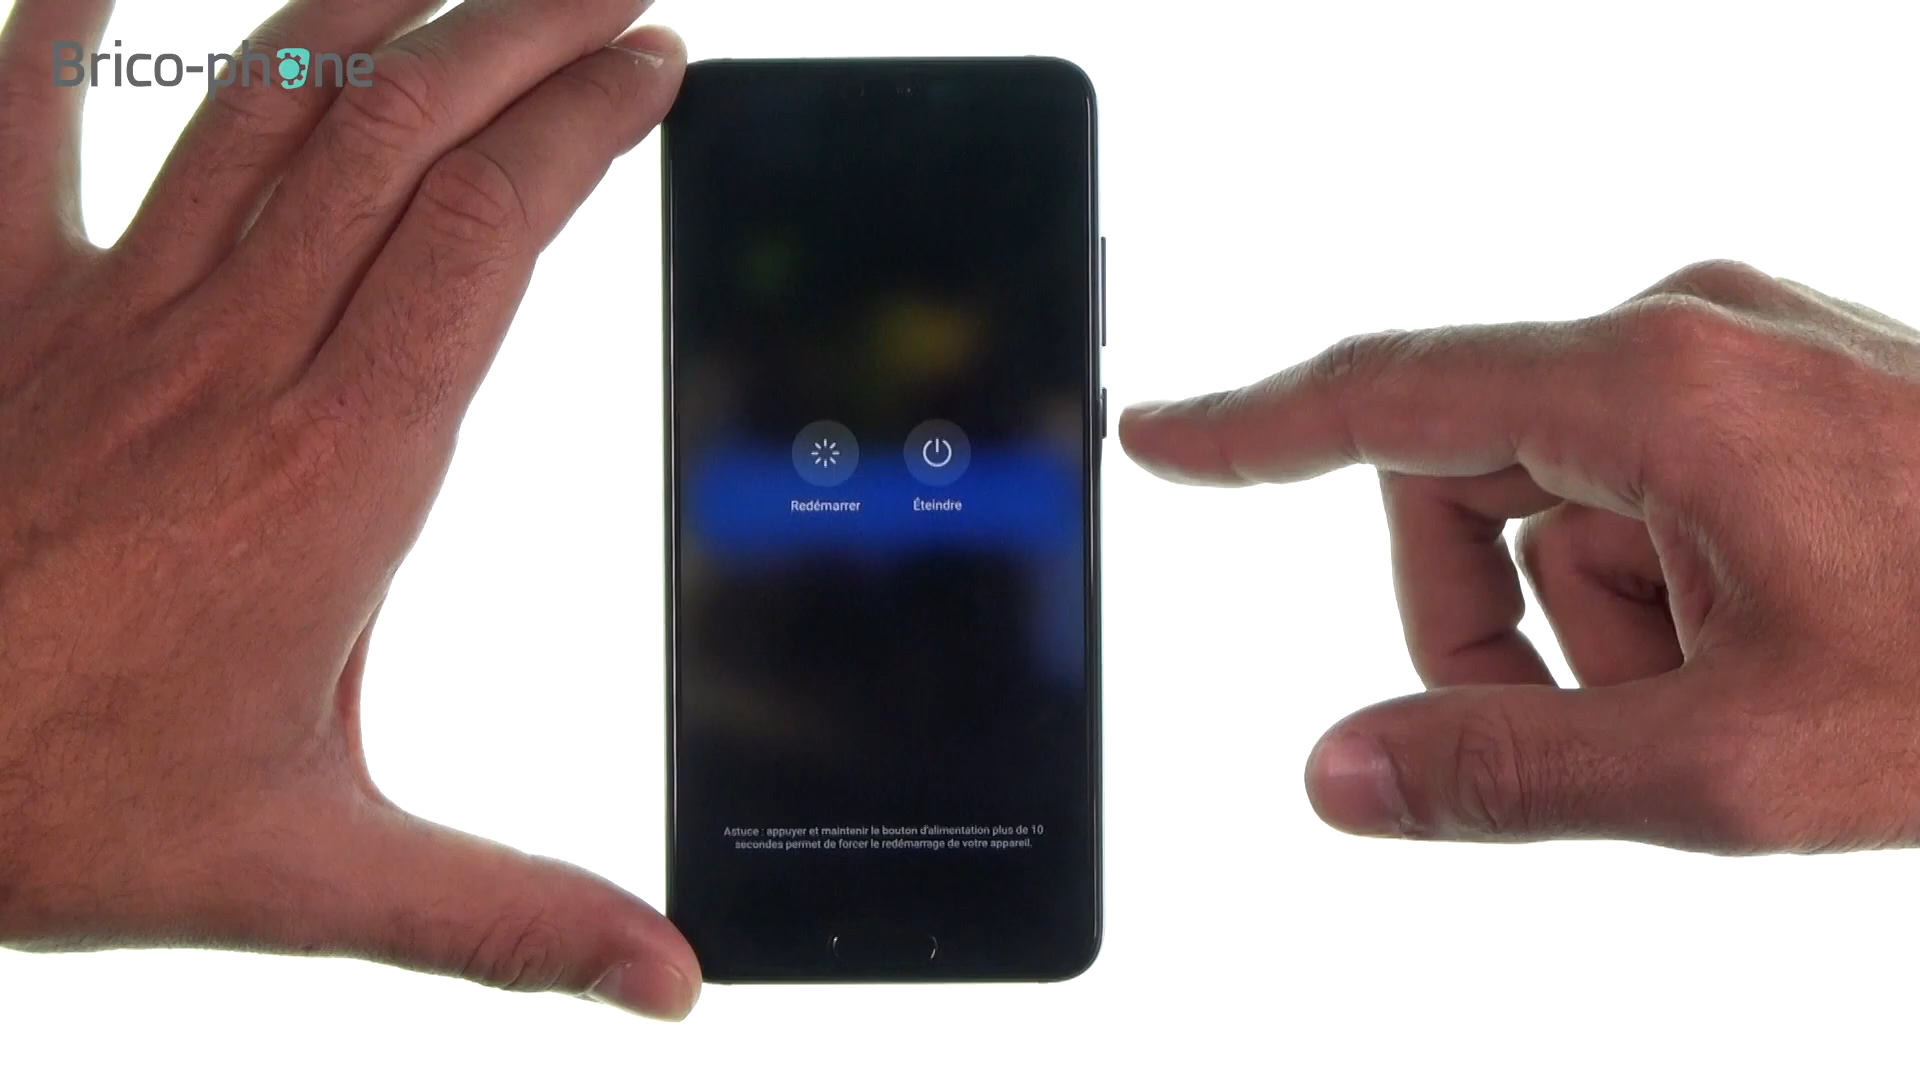 Brico-phone
Redémarrer
Éteindre
Astuce : appuyer et maintenir le bouton d'alimentation plus de 10
secondes permet de forcer le redémarrage de votre appareil.